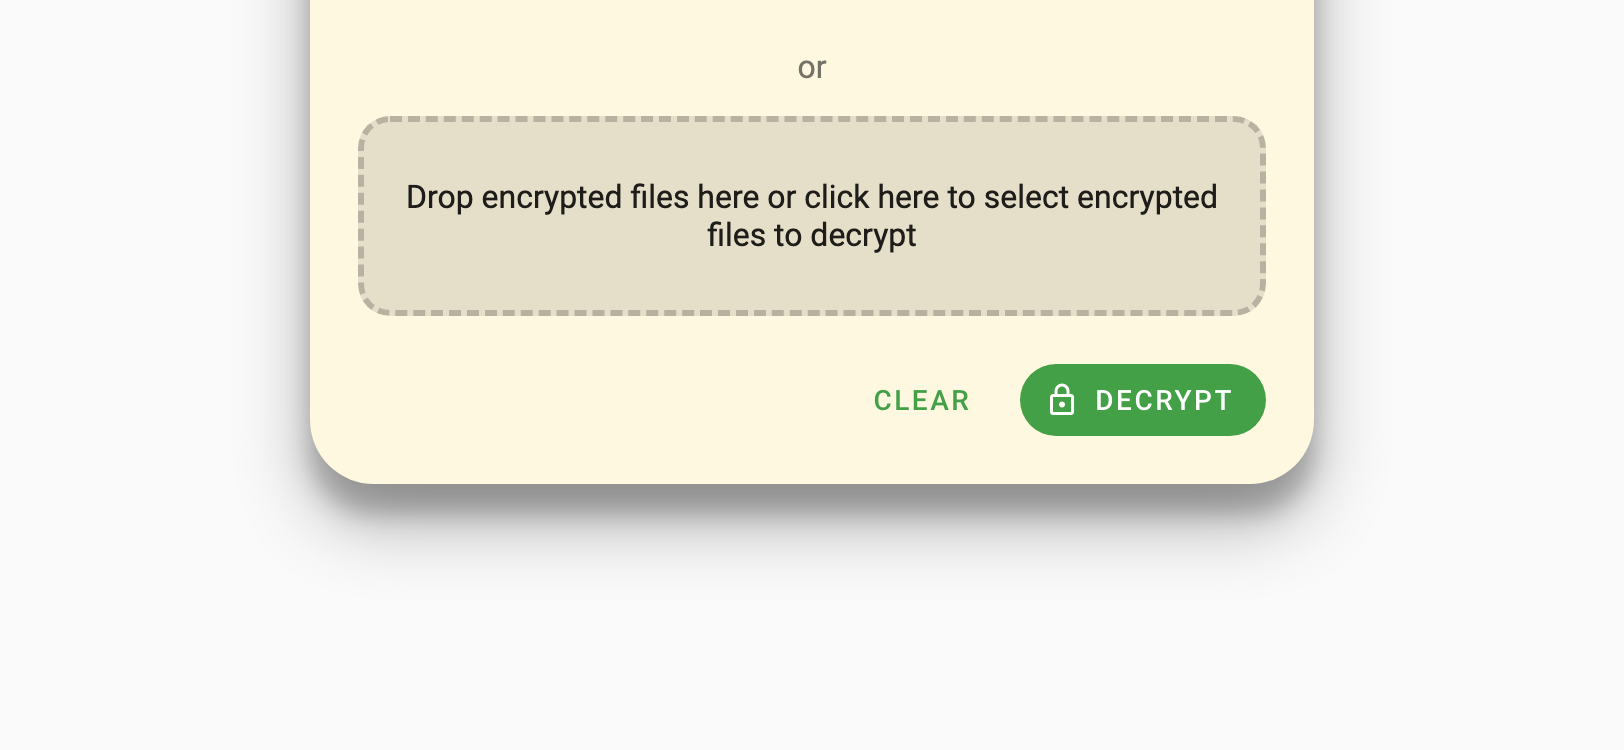 or
Drop encrypted files here or click here to select encrypted
files to decrypt
CLEAR
DECRYPT